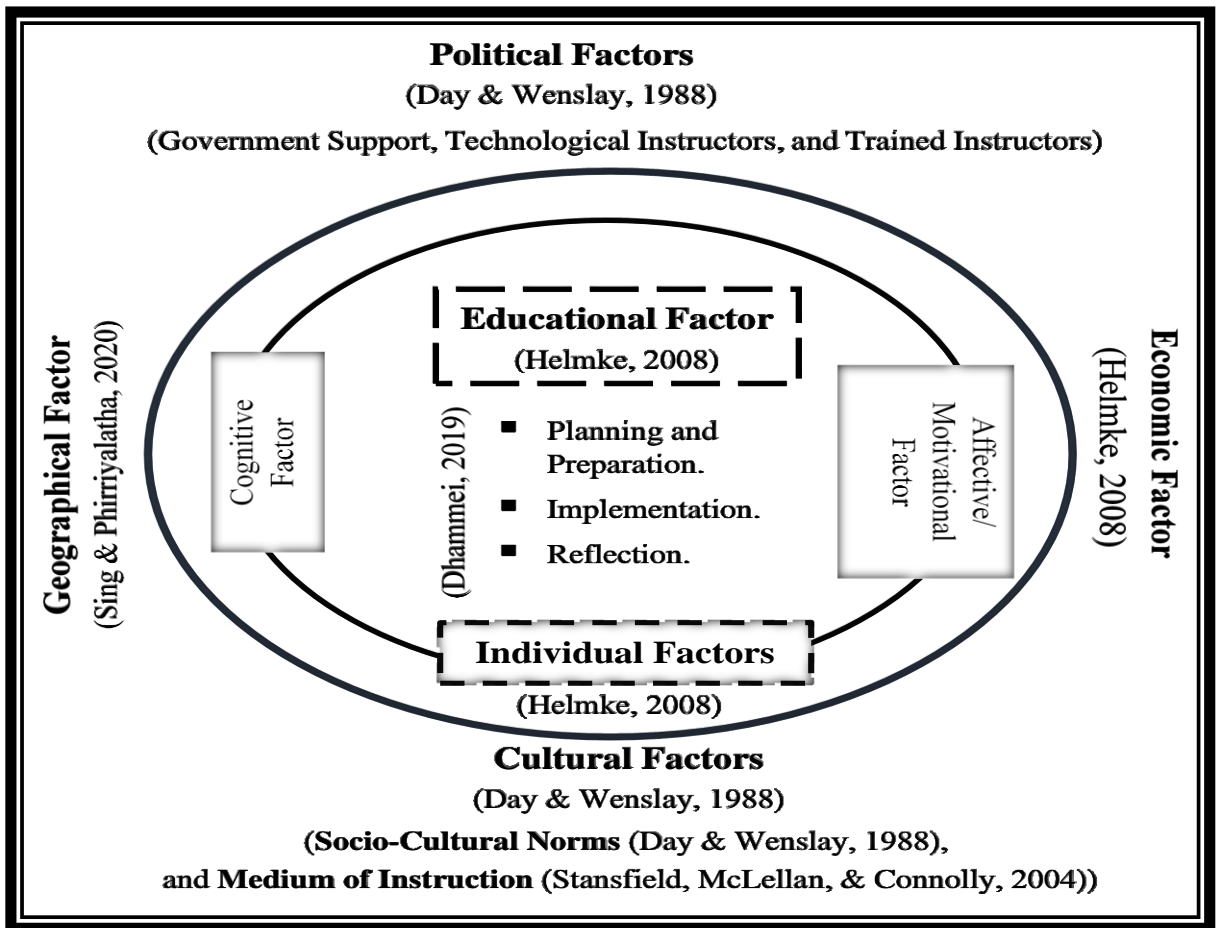 Political Factors
(Day & Wenslay, 1988)
(Government Support, Technological Instructors, and Trained Instructors)
Geographical Factor
(Sing & Phirriyalatha, 2020)
Cognitive
Factor
Educational Factor
(Helmke, 2008)
(Dhammei, 2019)
▪ Planning and
Preparation.
▪ Implementation.
▪ Reflection.
Affective/
Motivational
Factor
Economic Factor
(Helmke, 2008)
Individual Factors
(Helmke, 2008)
Cultural Factors
(Day & Wenslay, 1988)
(Socio-Cultural Norms (Day & Wenslay, 1988),
and Medium of Instruction (Stansfield, McLellan, & Connolly, 2004))